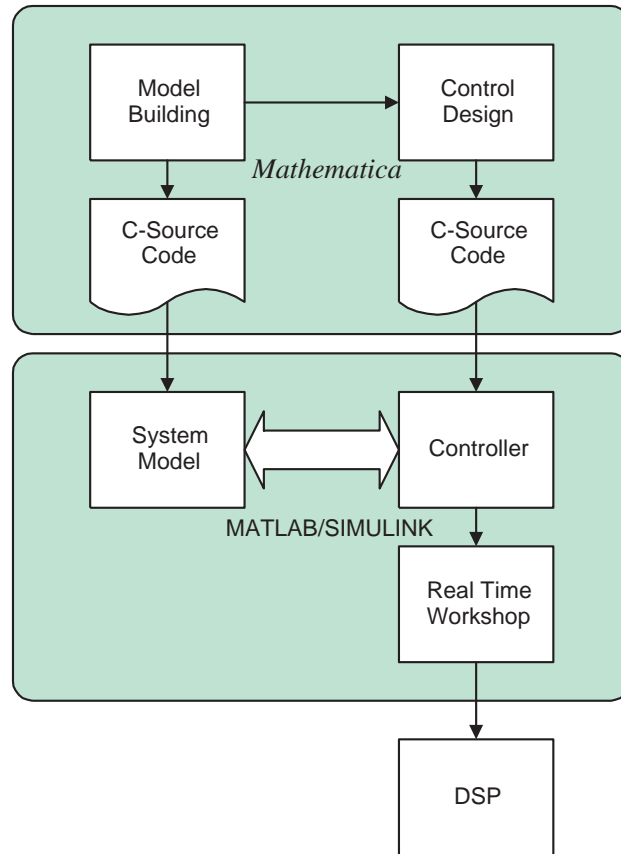 Model
Building
Control
Design
Mathematica
C-Source
Code
C-Source
Code
System
Model
Controller
MATLAB/SIMULINK
Real Time
Workshop
DSP